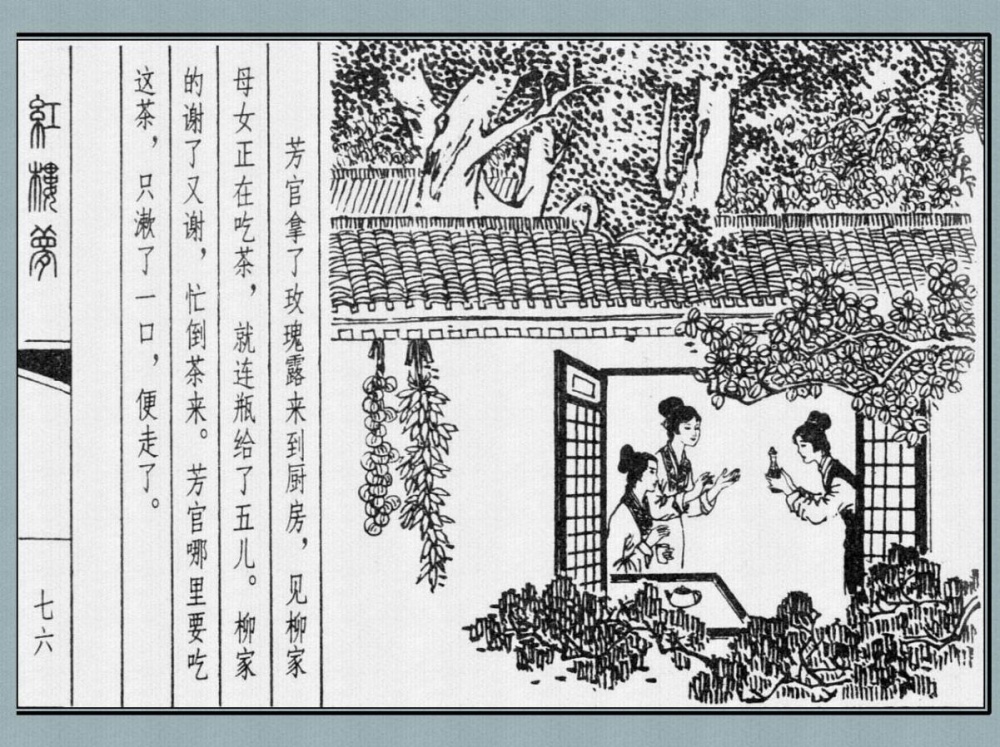 芳官拿了玫瑰露来到厨房，见柳家
母女正在吃茶，就连瓶给了五儿。柳家
的谢了又谢，忙倒茶来。芳官哪里要吃
这茶，只漱了一口，便走了。
紅樓夢
七六